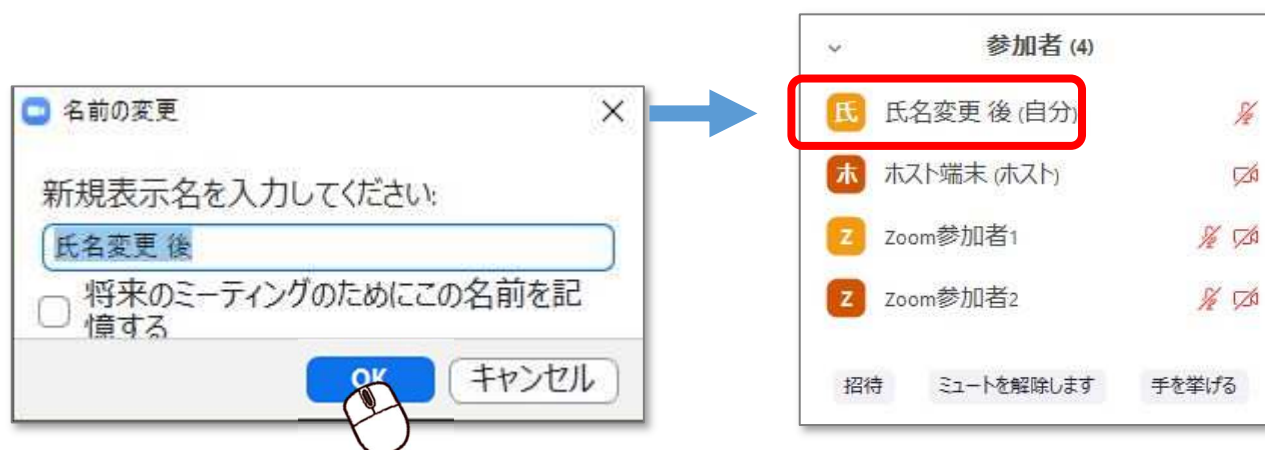 名前の変更
新規表示名を入力してください:
氏名変更 後
将来のミーティングのためにこの名前を記
憶する
OK
キャンセル
参加者 (4)
氏 氏名変更 後 (自分)
ホ ホスト端末 (ホスト)
Z Zoom参加者1
Z Zoom参加者2
招待 ミュートを解除します 手を挙げる